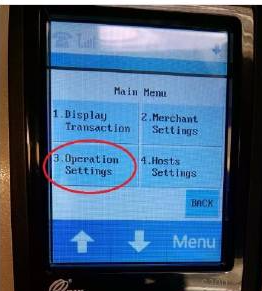 Main Menu
1.Display
Transaction
2.Merchant
Settings
3.Operation
Settings
4.Hosts
Settings
BACK
Menu